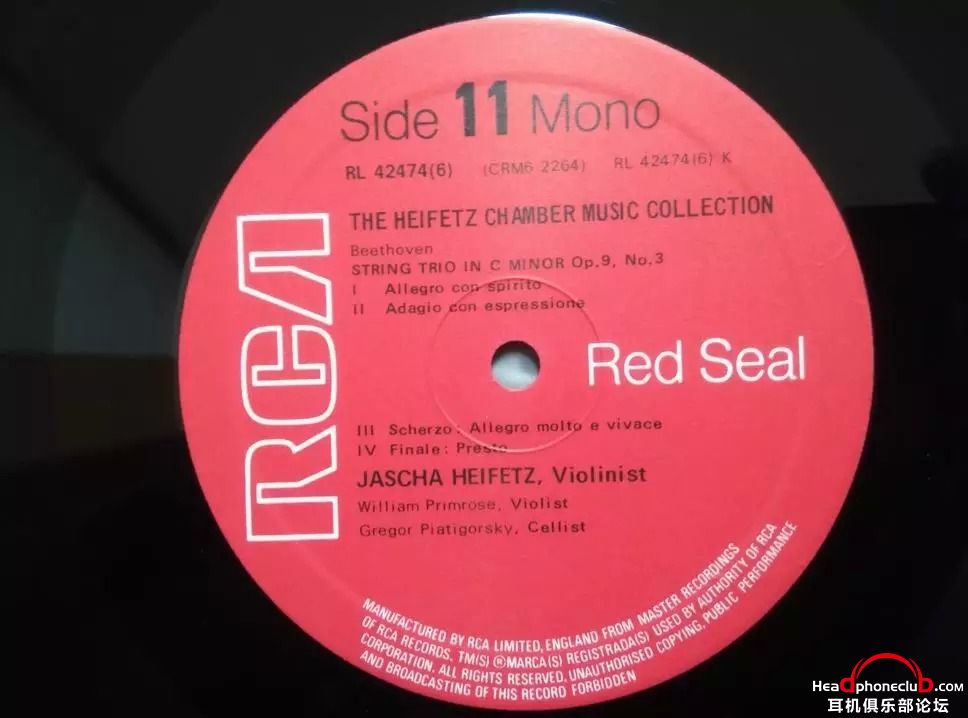 Side 11 Mono
RL 42474(6) (CRM6 2264) RL 42474(6) K
THE HEIFETZ CHAMBER MUSIC COLLECTION
Beethoven
STRING TRIO IN C MINOR Op.9, No.3
I Allegro con spirito
II Adagio con espressione
RCA
Red Seal
III Scherzo: Allegro molto e vivace
IV Finale: Presto
JASCHA HEIFETZ, Violinist
William Primrose, Violist
Gregor Piatigorsky, Cellist
MANUFACTURED BY RCA LIMITED, ENGLAND FROM MASTER RECORDINGS
OF RCA RECORDS. TM(S) ® MARCA(S) REGISTRADA(S) USED BY AUTHORITY OF RCA
CORPORATION. ALL RIGHTS RESERVED. UNAUTHORISED COPYING, PUBLIC PERFORMANCE
AND BROADCASTING OF THIS RECORD FORBIDDEN
HeadphoneclubD.com
耳机俱乐部论坛